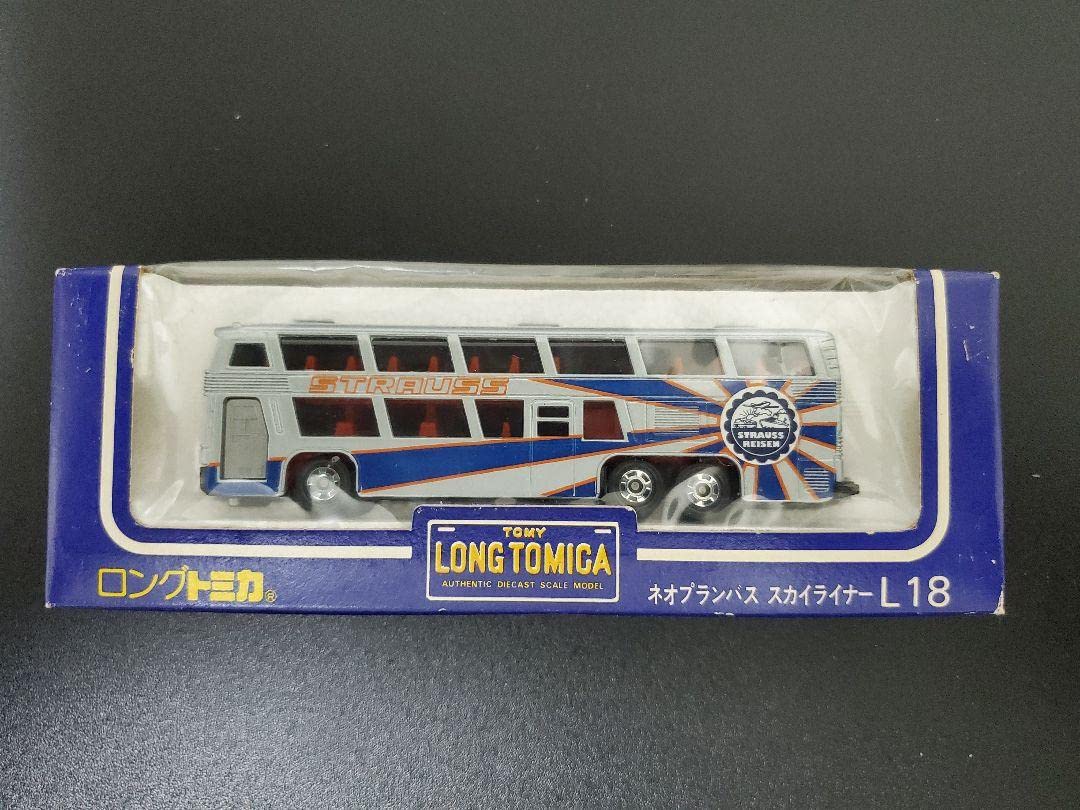 STRAUSS
STRAUSS
REISEN
TOMY
LONG TOMICA
AUTHENTIC DIECAST SCALE MODEL
ロングトミカ®
ネオプランバス スカイライナー L18